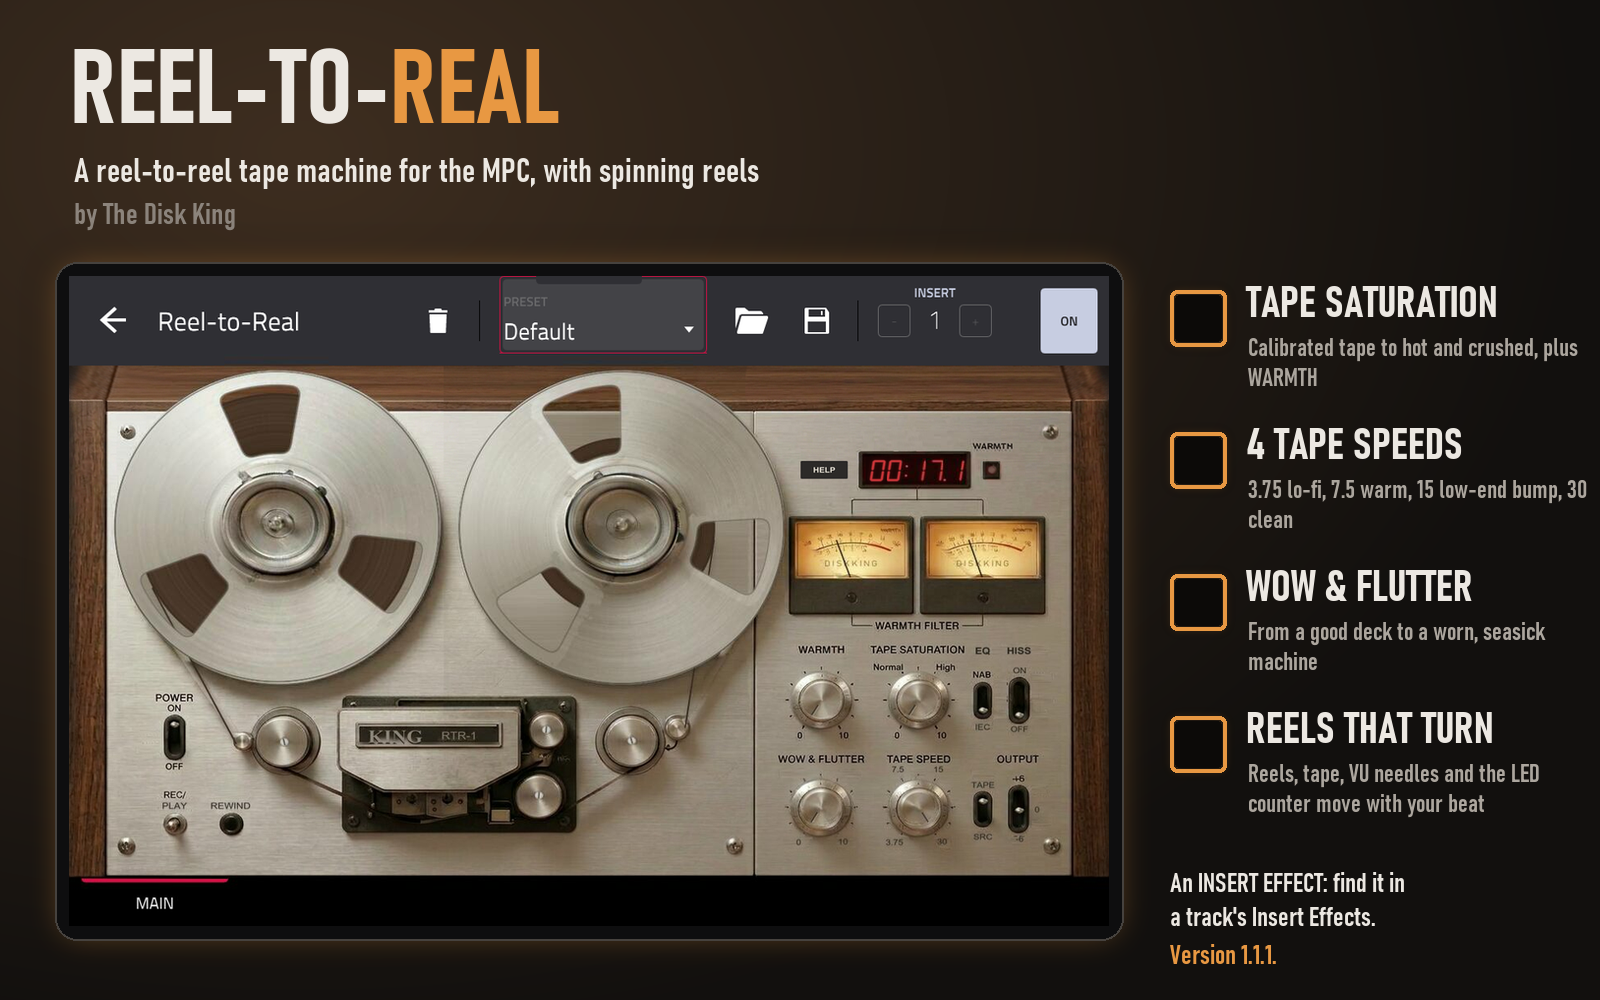 REEL-TO-REAL
A reel-to-reel tape machine for the MPC, with spinning reels
by The Disk King
Reel-to-Real
PRESET
Default
INSERT
- 1 +
ON
WARMTH
HELP
00:17.1
DISKKING
DISKKING
WARMTH FILTER
WARMTH
TAPE SATURATION
EQ
HISS
Normal
High
NAB
ON
IEC
OFF
0
10
0
10
POWER
ON
OFF
KING RTR-1
REC/
PLAY
REWIND
WOW & FLUTTER
TAPE SPEED
OUTPUT
7.5
15
+6
TAPE
0
SRC
-6
0
10
3.75
30
MAIN
TAPE SATURATION
Calibrated tape to hot and crushed, plus
WARMTH
4 TAPE SPEEDS
3.75 lo-fi, 7.5 warm, 15 low-end bump, 30
clean
WOW & FLUTTER
From a good deck to a worn, seasick
machine
REELS THAT TURN
Reels, tape, VU needles and the LED
counter move with your beat
An INSERT EFFECT: find it in
a track's Insert Effects.
Version 1.1.1.